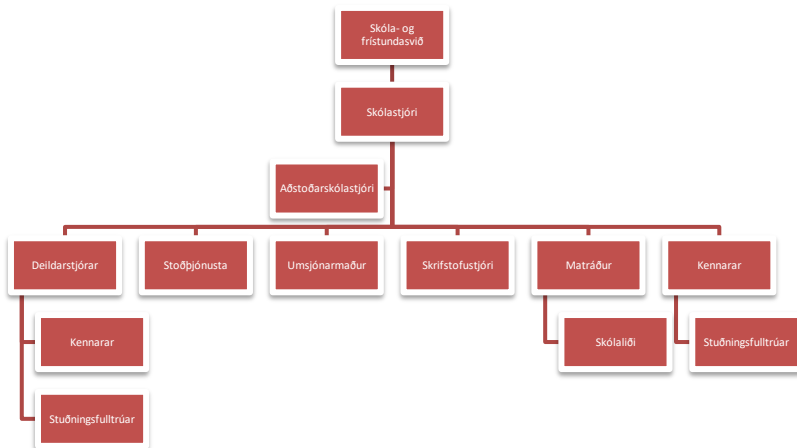 Skóla- og
frístundasvið
Skólastjóri
Aðstoðarskólastjóri
Deildarstjórar
Stoðþjónusta
Umsjónarmaður
Skrifstofustjóri
Matráður
Kennarar
Kennarar
Skólaliði
Stuðningsfulltrúar
Stuðningsfulltrúar